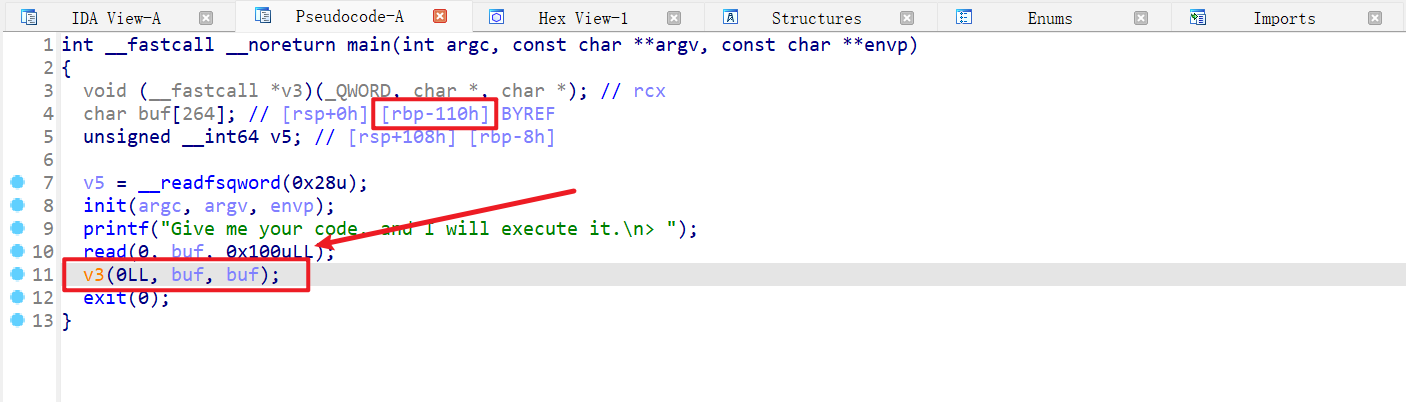 IDA View-A Pseudocode-A Hex View-1 Structures Enums Imports
1 int __fastcall __noreturn main(int argc, const char **argv, const char **envp)
2 {
3 void (__fastcall *v3)(_QWORD, char *, char *); // rcx
4 char buf[264]; // [rsp+0h] [rbp-110h] BYREF
5 unsigned __int64 v5; // [rsp+108h] [rbp-8h]
6
7 v5 = __readfsqword(0x28u);
8 init(argc, argv, envp);
9 printf("Give me your code, and I will execute it.\n> ");
10 read(0, buf, 0x100uLL);
11 v3(0LL, buf, buf);
12 exit(0);
13 }